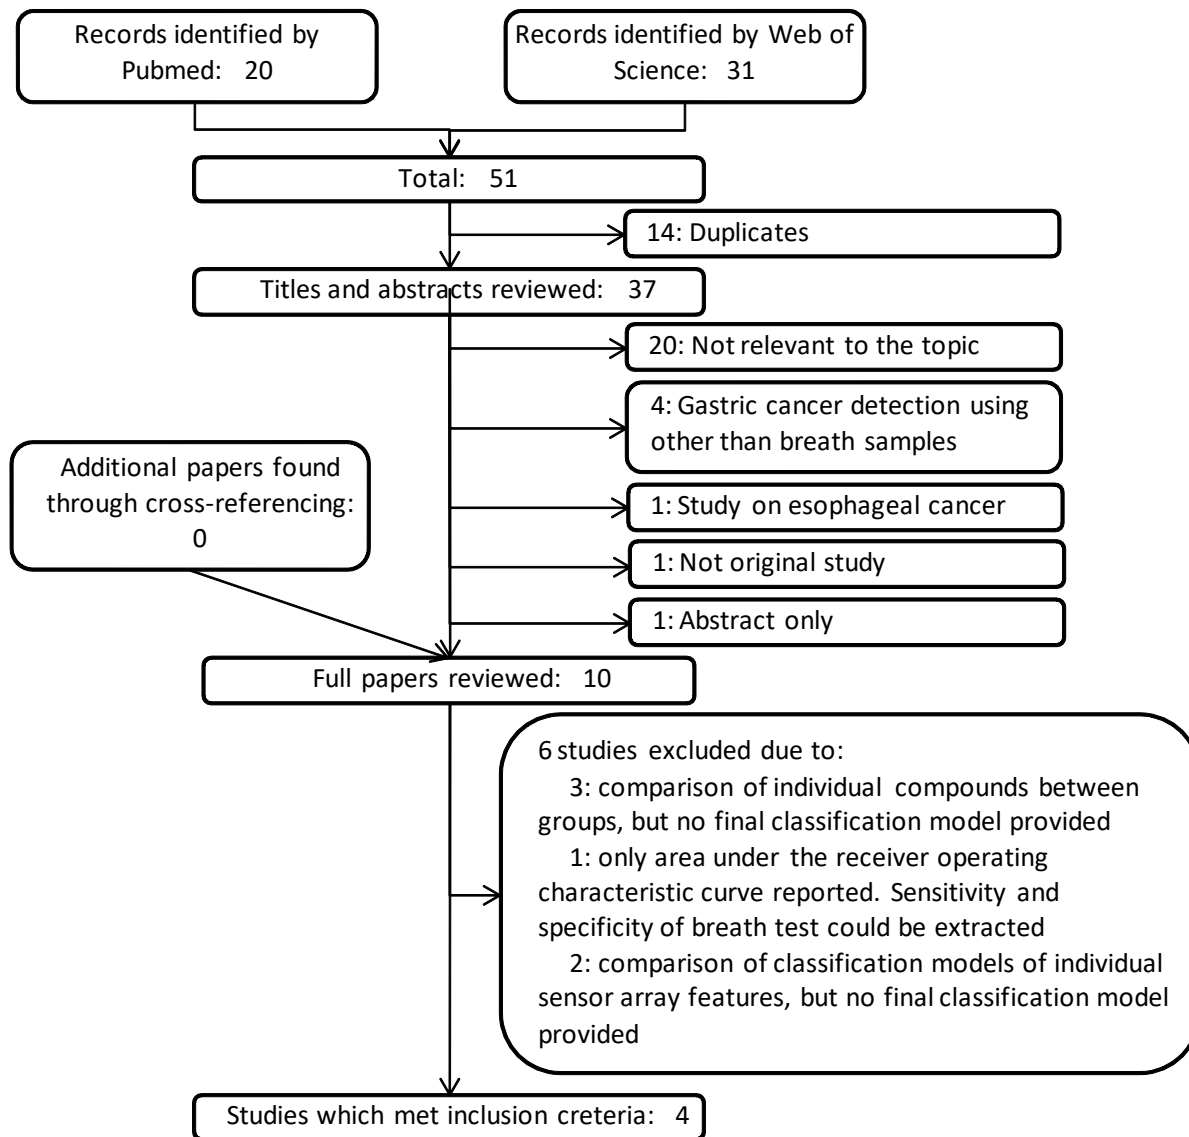 Records identified by
Pubmed: 20
Records identified by Web of
Science: 31
Total: 51
14: Duplicates
Titles and abstracts reviewed: 37
20: Not relevant to the topic
4: Gastric cancer detection using
other than breath samples
Additional papers found
through cross-referencing:
0
1: Study on esophageal cancer
1: Not original study
1: Abstract only
Full papers reviewed: 10
6 studies excluded due to:
3: comparison of individual compounds between
groups, but no final classification model provided
1: only area under the receiver operating
characteristic curve reported. Sensitivity and
specificity of breath test could be extracted
2: comparison of classification models of individual
sensor array features, but no final classification model
provided
Studies which met inclusion creteria: 4